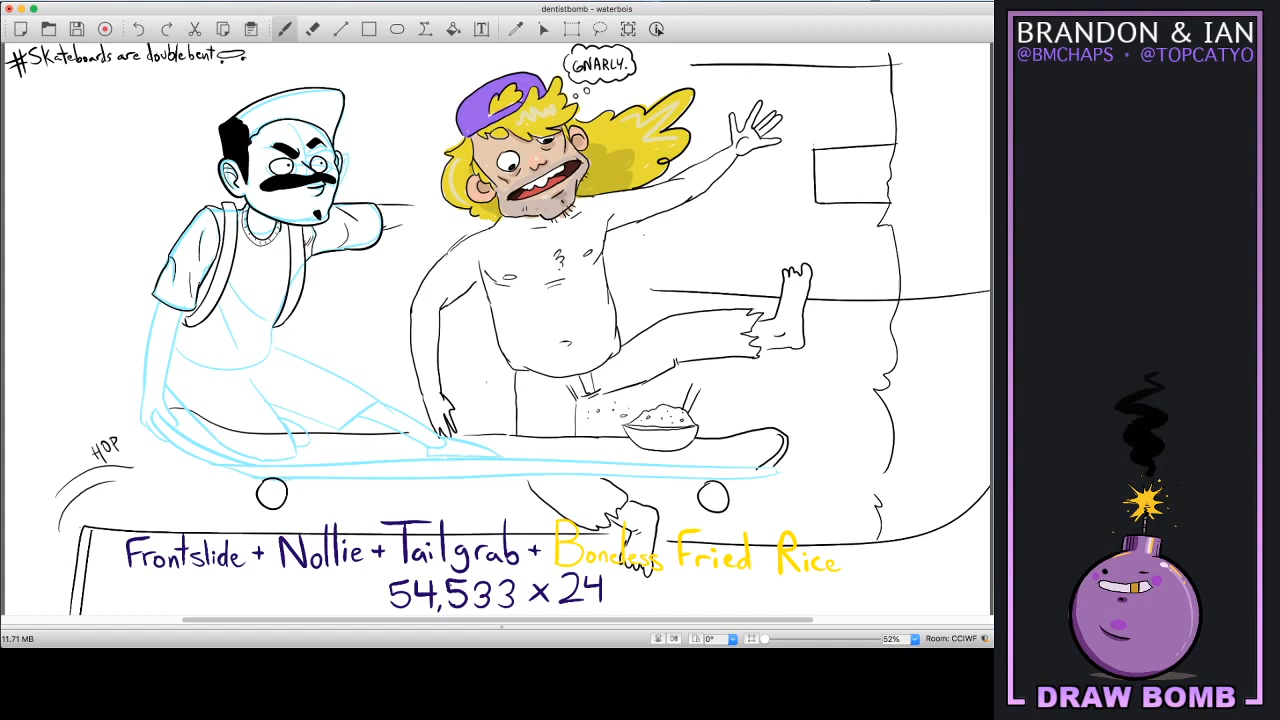 dentistbomb - waterbois
#Skateboards are doublebent
GNARLY.
HOP
Frontslide + Nollie + Tailgrab + Boneless Fried Rice
54,533 x 24
11.71 MB
0°
52%
Room: CCIWF
BRANDON & IAN
@BMCHAPS • @TOPCATYO
DRAW BOMB